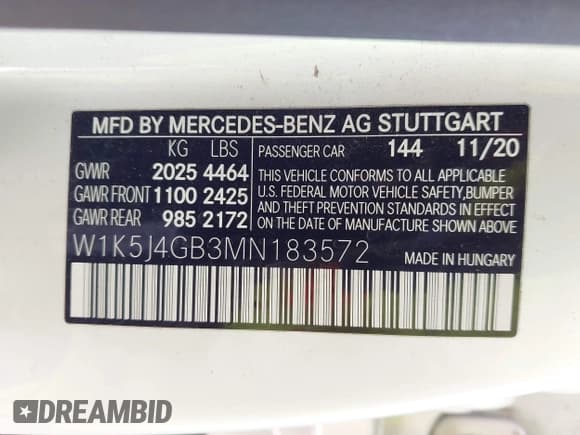 MFD BY MERCEDES-BENZ AG STUTTGART
KG LBS PASSENGER CAR 144 11/20
GVWR 2025 4464
GAWR FRONT 1100 2425
GAWR REAR 985 2172
THIS VEHICLE CONFORMS TO ALL APPLICABLE
U.S. FEDERAL MOTOR VEHICLE SAFETY,BUMPER
AND THEFT PREVENTION STANDARDS IN EFFECT
ON THE DATE OF MANUFACTURE SHOWN ABOVE
W1K5J4GB3MN183572
MADE IN HUNGARY
DREAMBID